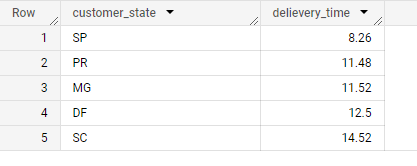 Row customer_state delievery_time
1 SP 8.26
2 PR 11.48
3 MG 11.52
4 DF 12.5
5 SC 14.52